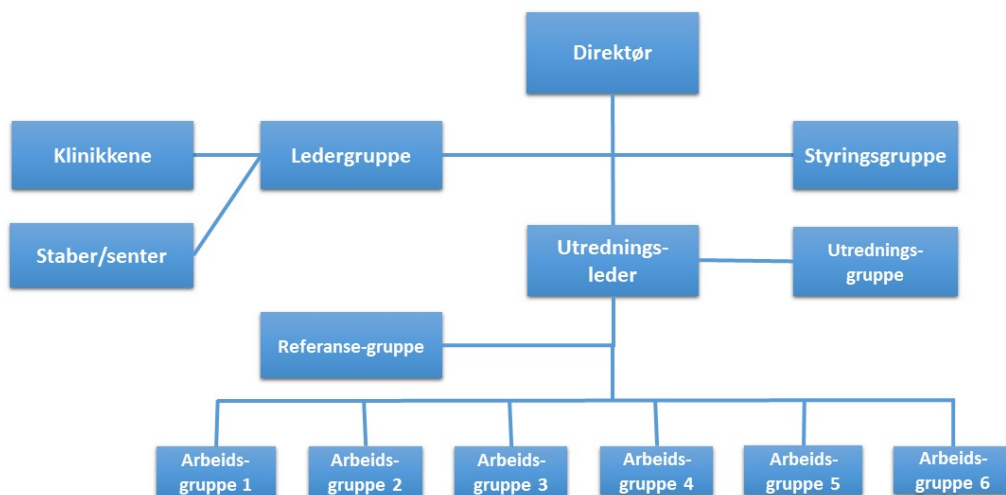 Direktør
Klinikkene
Ledergruppe
Styringsgruppe
Staber/senter
Utrednings-
leder
Utrednings-
gruppe
Referanse-gruppe
Arbeids-
gruppe 1
Arbeids-
gruppe 2
Arbeids-
gruppe 3
Arbeids-
gruppe 4
Arbeids-
gruppe 5
Arbeids-
gruppe 6